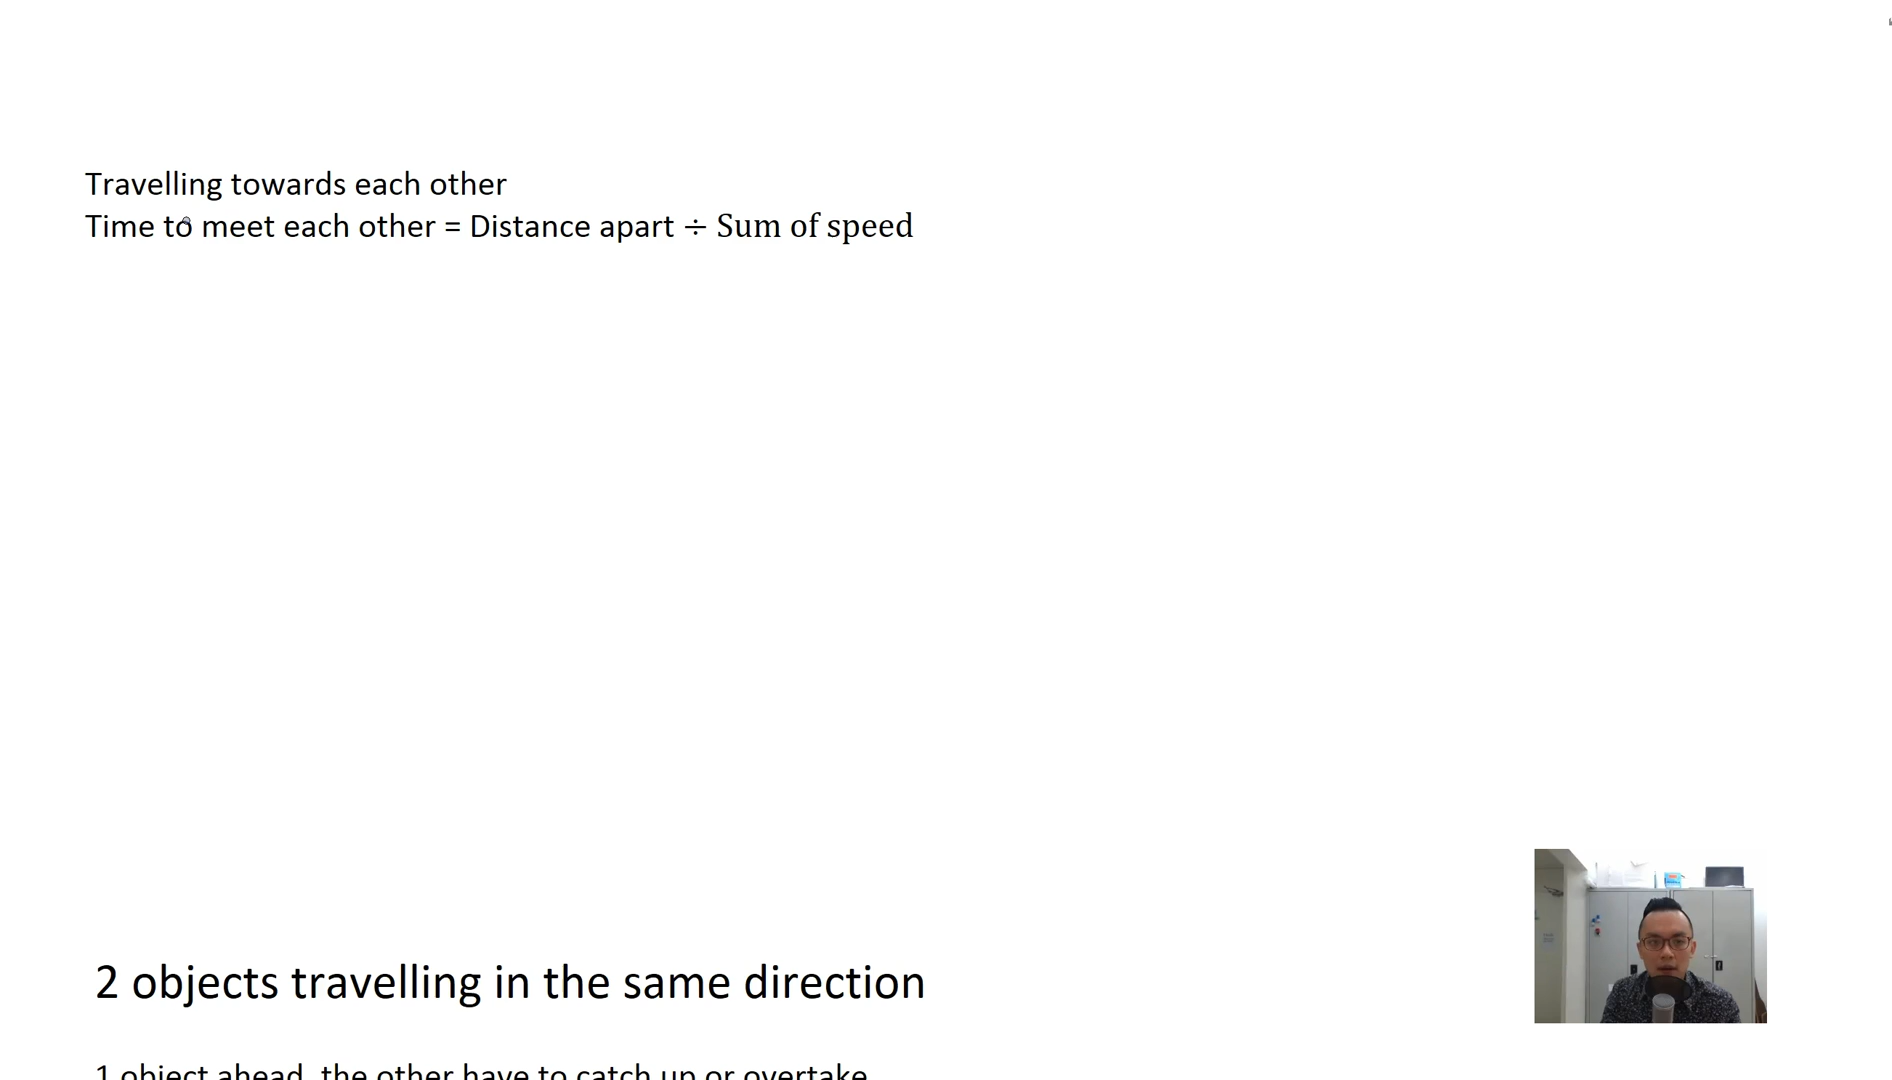 Travelling towards each other
Time to meet each other = Distance apart ÷ Sum of speed
2 objects travelling in the same direction
1 object ahead, the other have to catch up or overtake